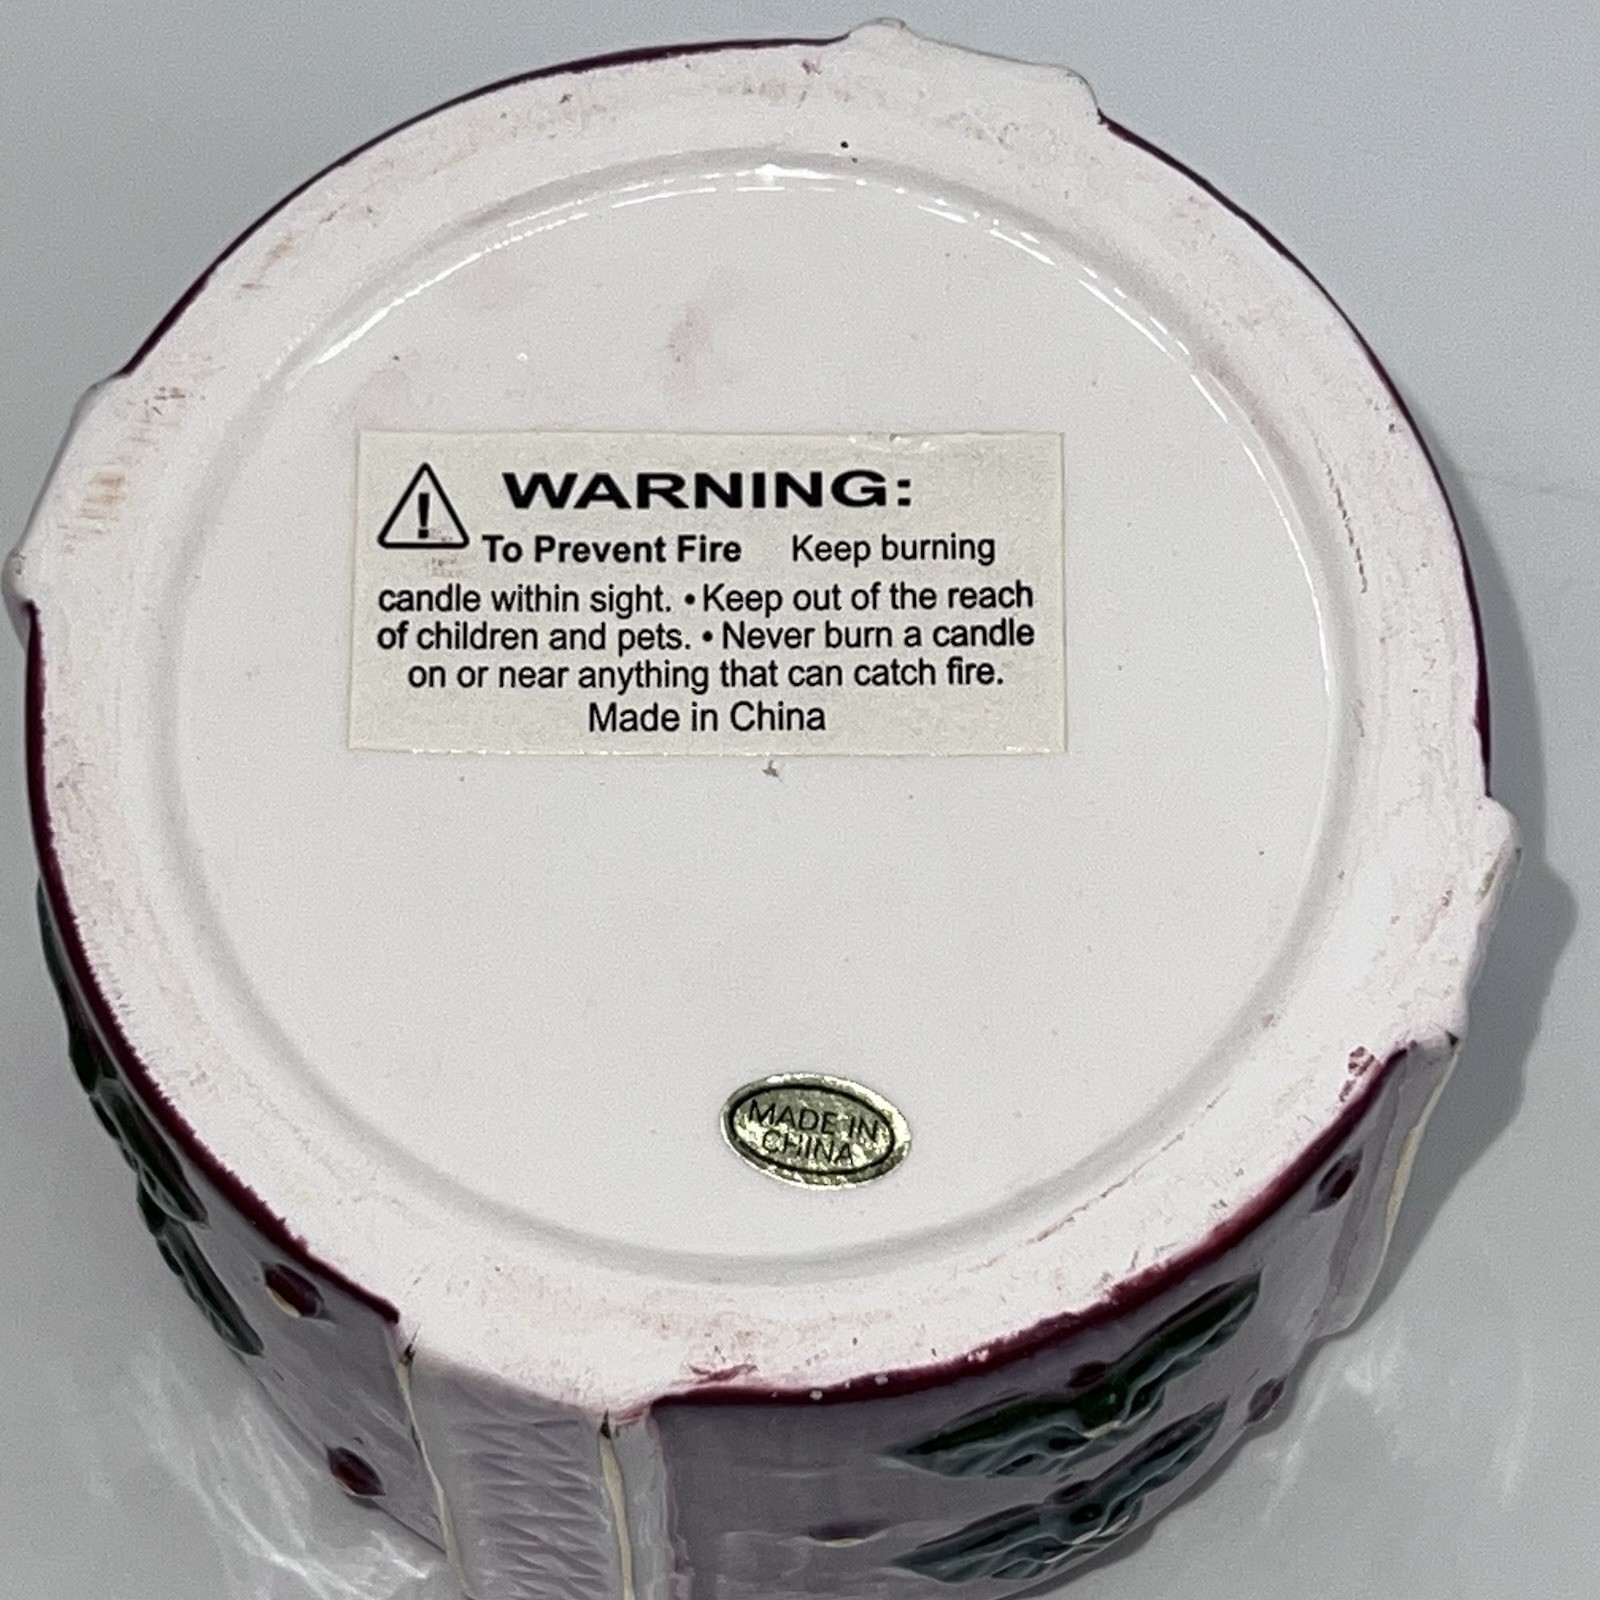 WARNING:
To Prevent Fire Keep burning
candle within sight. • Keep out of the reach
of children and pets. • Never burn a candle
on or near anything that can catch fire.
Made in China
MADE IN
CHINA